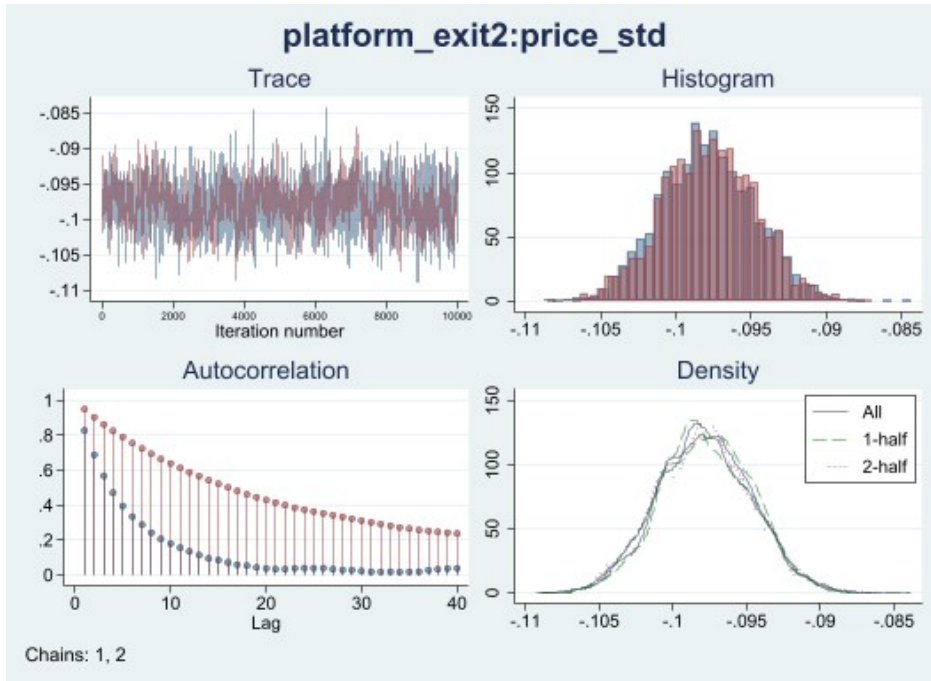 platform_exit2:price_std
Trace
-.085
-.09
-.095
-.1
-.105
-.11
0 2000 4000 6000 8000 10000
Iteration number
Histogram
150
100
50
0
-.11 -.105 -.1 -.095 -.09 -.085
Autocorrelation
1
.8
.6
.4
.2
0
0 10 20 30 40
Lag
Density
150
100
50
0
All
1-half
2-half
-.11 -.105 -.1 -.095 -.09 -.085
Chains: 1, 2